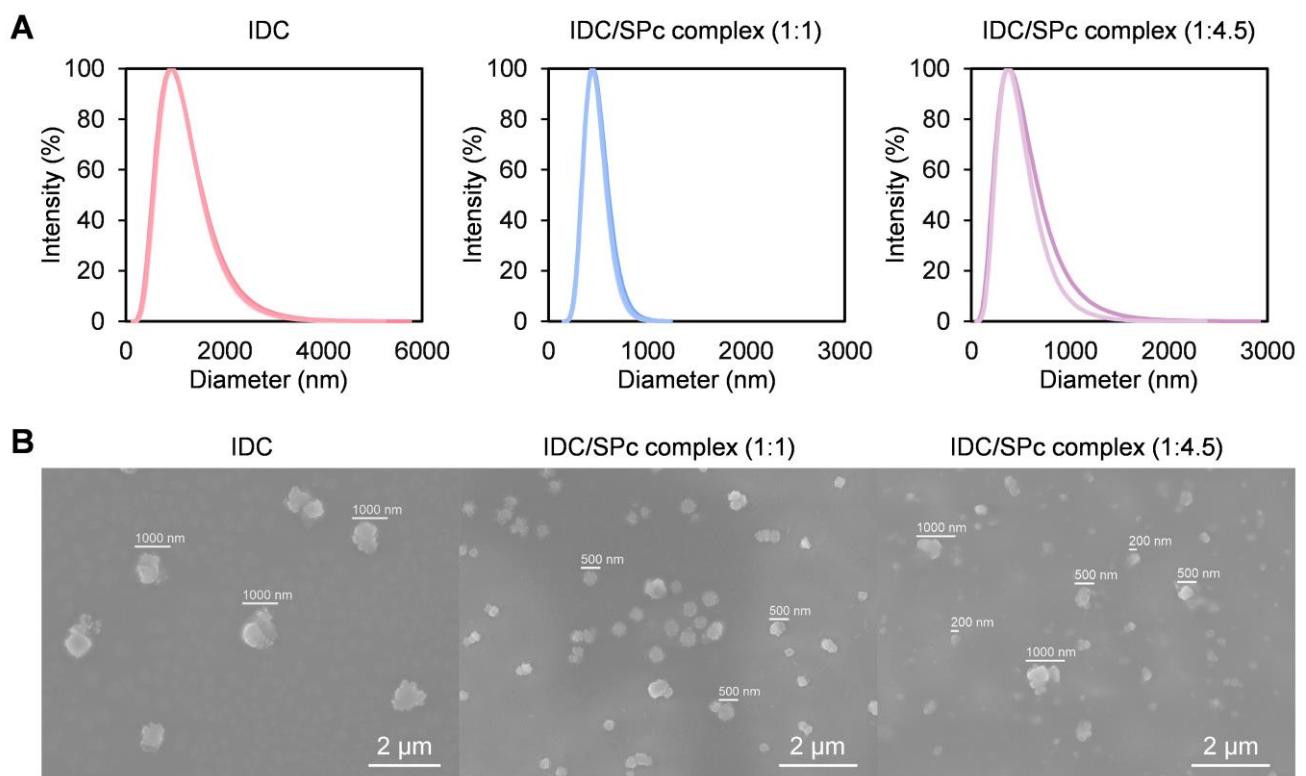 A
IDC
IDC/SPc complex (1:1)
IDC/SPc complex (1:4.5)
Intensity (%)
100
80
60
40
20
0
0 2000 4000 6000
Diameter (nm)
Intensity (%)
100
80
60
40
20
0
0 1000 2000 3000
Diameter (nm)
Intensity (%)
100
80
60
40
20
0
0 1000 2000 3000
Diameter (nm)
B
IDC
IDC/SPc complex (1:1)
IDC/SPc complex (1:4.5)
1000 nm
1000 nm
1000 nm
2 μm
500 nm
500 nm
500 nm
2 μm
1000 nm
200 nm
500 nm
500 nm
200 nm
1000 nm
2 μm